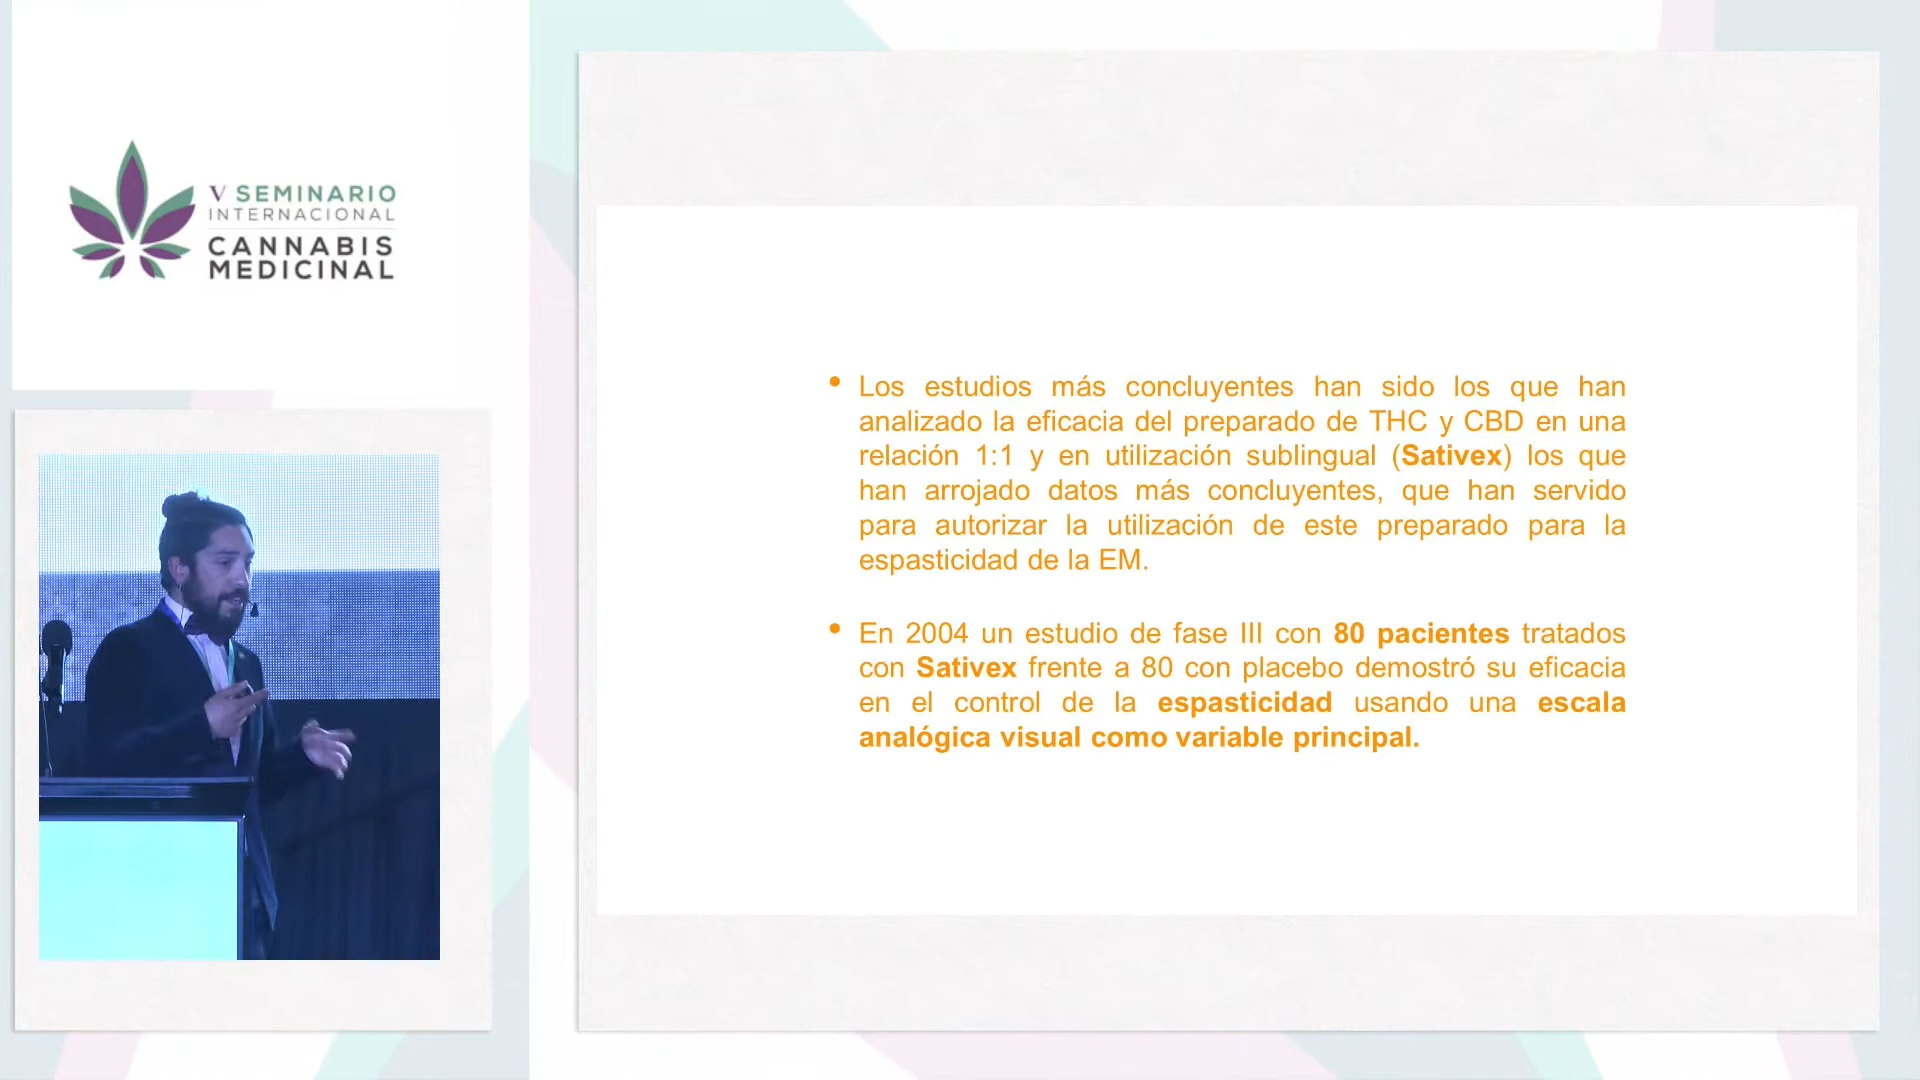 V SEMINARIO
INTERNACIONAL
CANNABIS
MEDICINAL
• Los estudios más concluyentes han sido los que han
analizado la eficacia del preparado de THC y CBD en una
relación 1:1 y en utilización sublingual (Sativex) los que
han arrojado datos más concluyentes, que han servido
para autorizar la utilización de este preparado para la
espasticidad de la EM.
• En 2004 un estudio de fase III con 80 pacientes tratados
con Sativex frente a 80 con placebo demostró su eficacia
en el control de la espasticidad usando una escala
analógica visual como variable principal.